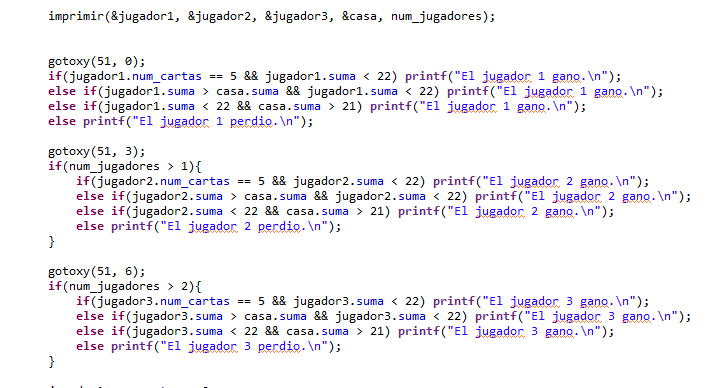 imprimir(&jugador1, &jugador2, &jugador3, &casa, num_jugadores);
gotoxy(51, 0);
if(jugador1.num_cartas == 5 && jugador1.suma < 22) printf("El jugador 1 gano.\n");
else if(jugador1.suma > casa.suma && jugador1.suma < 22) printf("El jugador 1 gano.\n");
else if(jugador1.suma < 22 && casa.suma > 21) printf("El jugador 1 gano.\n");
else printf("El jugador 1 perdio.\n");
gotoxy(51, 3);
if(num_jugadores > 1){
if(jugador2.num_cartas == 5 && jugador2.suma < 22) printf("El jugador 2 gano.\n");
else if(jugador2.suma > casa.suma && jugador2.suma < 22) printf("El jugador 2 gano.\n");
else if(jugador2.suma < 22 && casa.suma > 21) printf("El jugador 2 gano.\n");
else printf("El jugador 2 perdio.\n");
}
gotoxy(51, 6);
if(num_jugadores > 2){
if(jugador3.num_cartas == 5 && jugador3.suma < 22) printf("El jugador 3 gano.\n");
else if(jugador3.suma > casa.suma && jugador3.suma < 22) printf("El jugador 3 gano.\n");
else if(jugador3.suma < 22 && casa.suma > 21) printf("El jugador 3 gano.\n");
else printf("El jugador 3 perdio.\n");
}